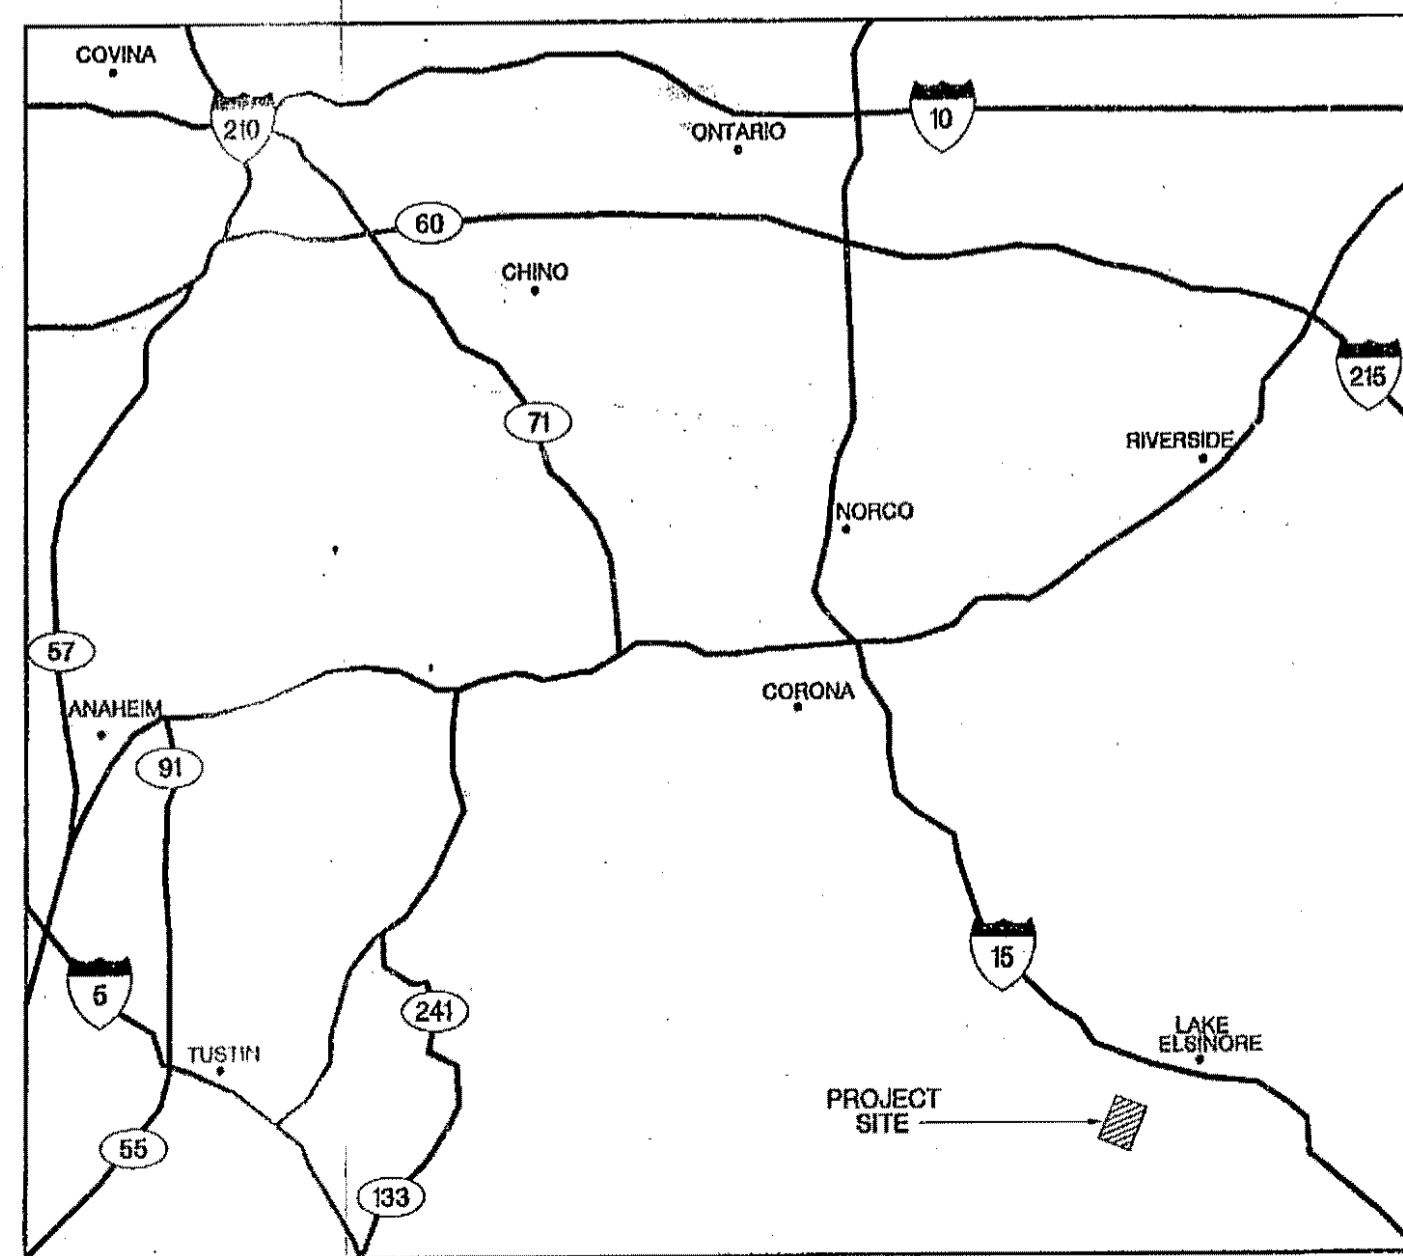 COVINA
210
ONTARIO
10
60
CHINO
215
71
RIVERSIDE
NORCO
57
ANAHEIM
CORONA
91
5
241
15
TUSTIN
LAKE
ELSINORE
PROJECT
SITE
55
133